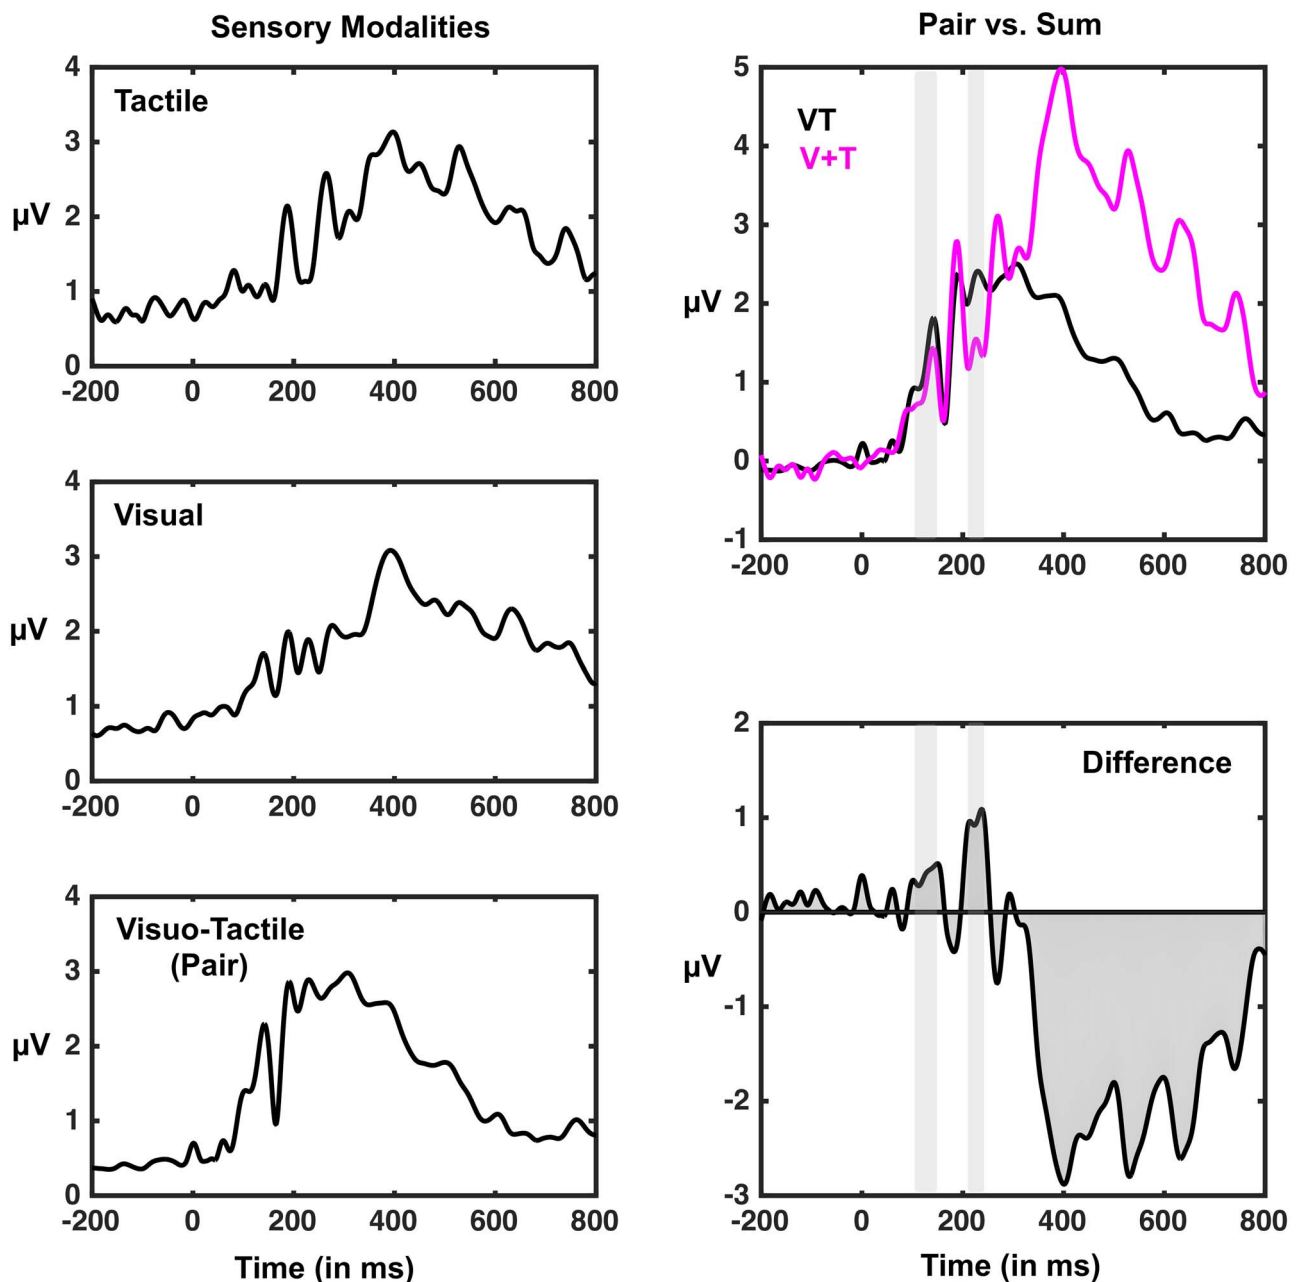 Sensory Modalities
4
Tactile
3
µV
2
1
0
-200 0 200 400 600 800
4
Visual
3
µV
2
1
0
-200 0 200 400 600 800
4
Visuo-Tactile
(Pair)
3
2
µV
1
0
-200 0 200 400 600 800
Time (in ms)
Pair vs. Sum
5
VT
4
V+T
3
µV
2
1
0
-1
-200 0 200 400 600 800
2
Difference
1
0
µV
-1
-2
-3
-200 0 200 400 600 800
Time (in ms)